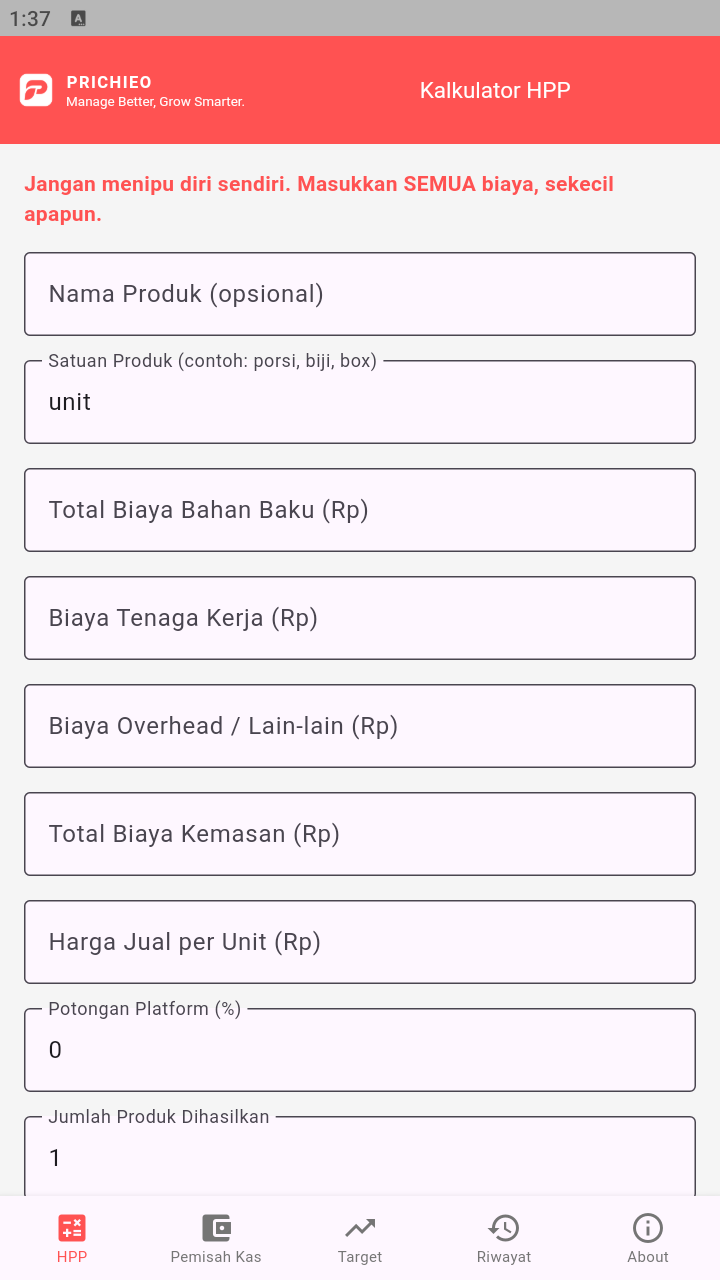 1:37
PRICHIEO
Manage Better, Grow Smarter.
Kalkulator HPP
Jangan menipu diri sendiri. Masukkan SEMUA biaya, sekecil
apapun.
Nama Produk (opsional)
Satuan Produk (contoh: porsi, biji, box)
unit
Total Biaya Bahan Baku (Rp)
Biaya Tenaga Kerja (Rp)
Biaya Overhead / Lain-lain (Rp)
Total Biaya Kemasan (Rp)
Harga Jual per Unit (Rp)
Potongan Platform (%)
0
Jumlah Produk Dihasilkan
1
HPP
Pemisah Kas
Target
Riwayat
About